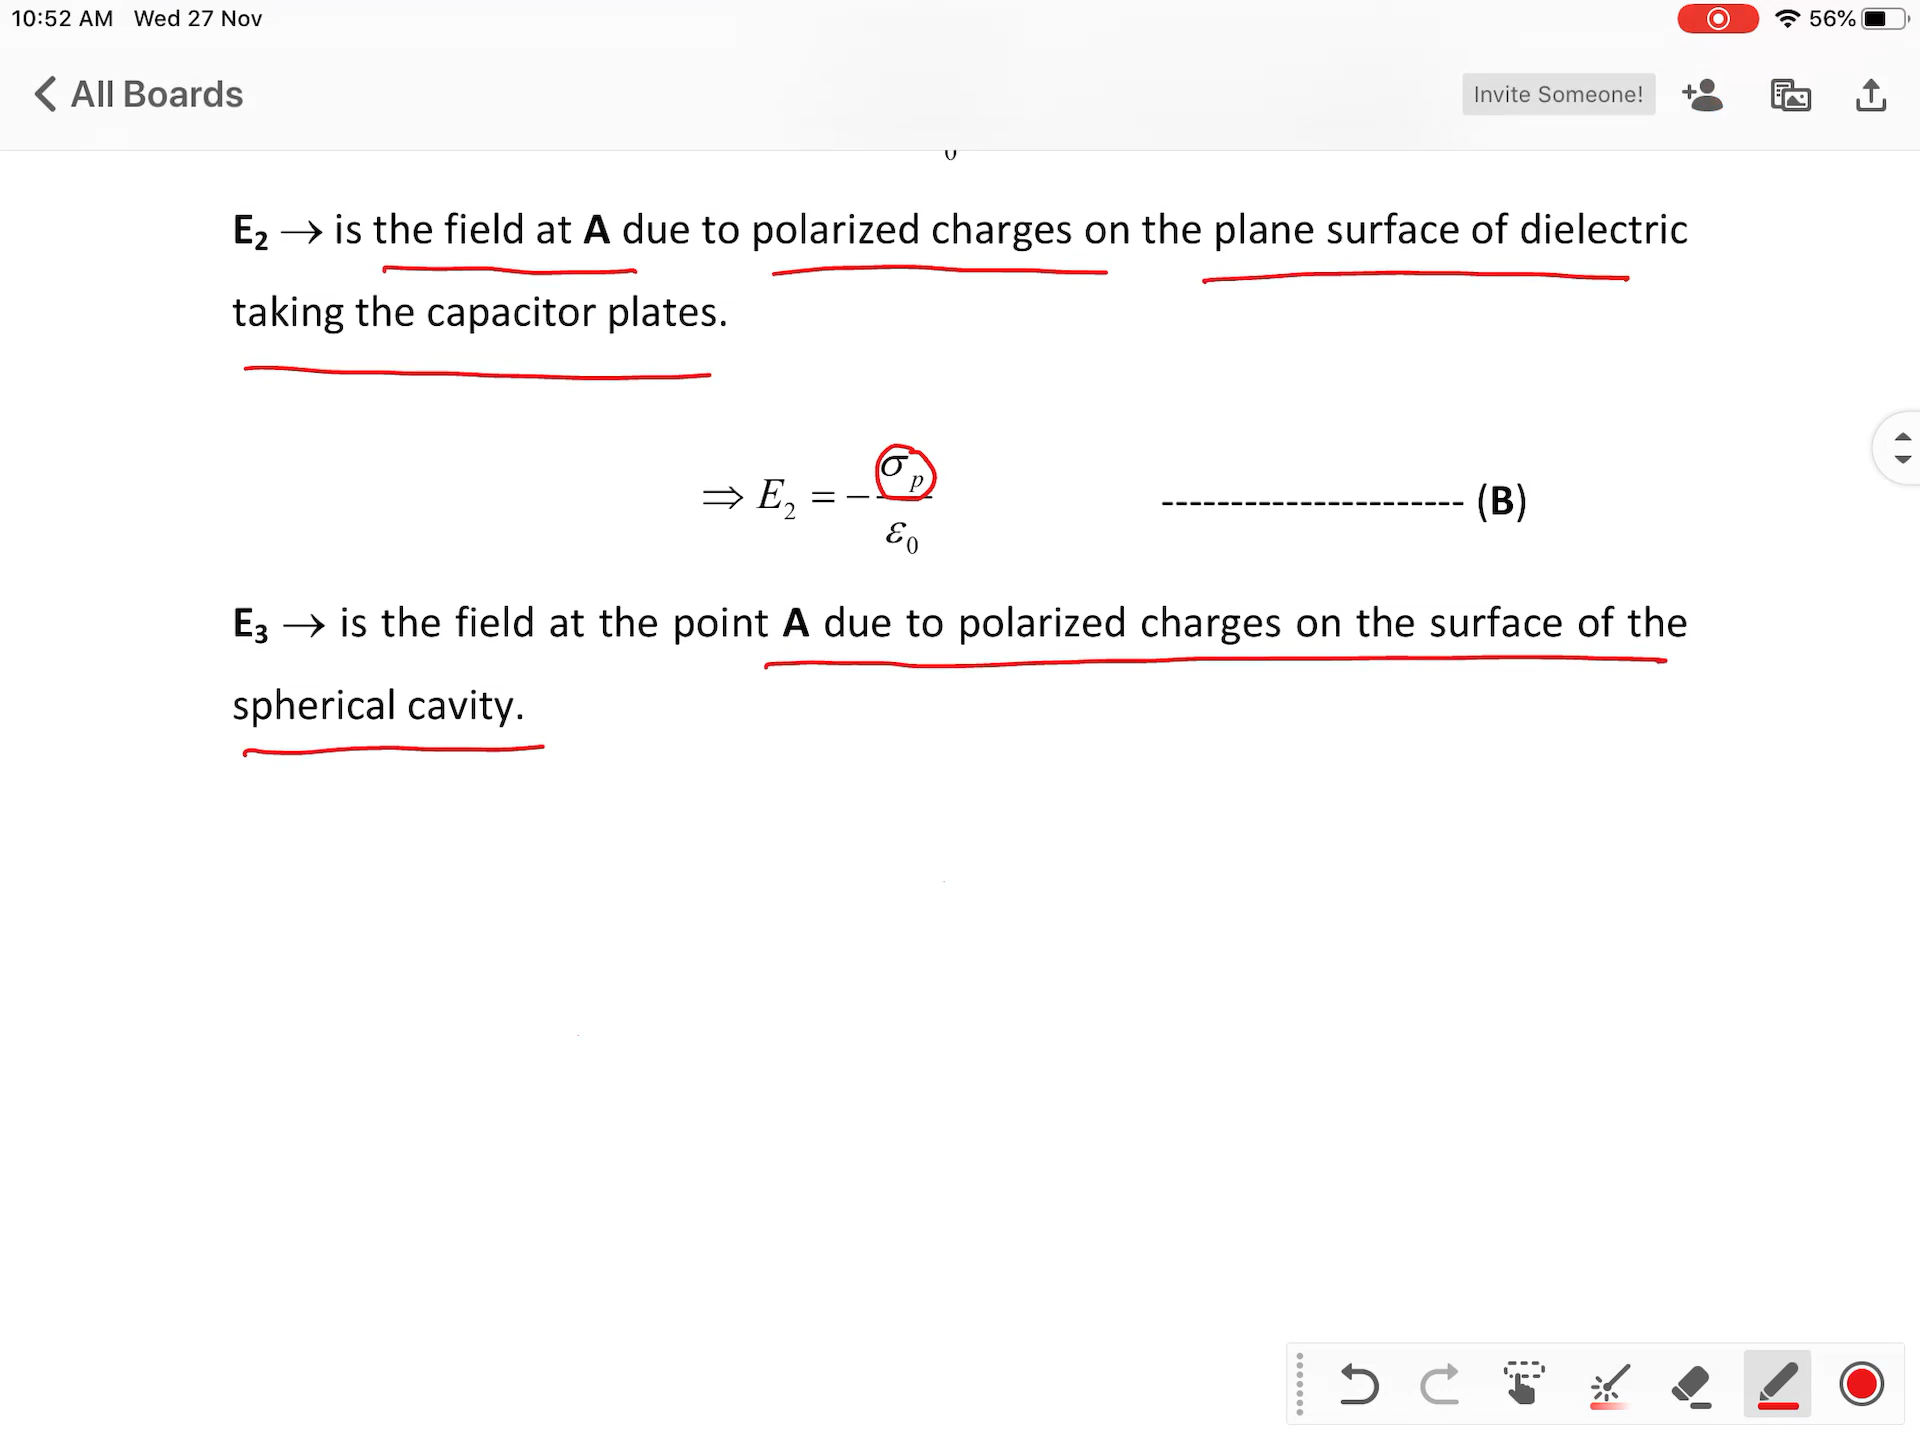 10:52 AM Wed 27 Nov 56%
All Boards Invite Someone!
0
E₂ → is the field at A due to polarized charges on the plane surface of dielectric
taking the capacitor plates.
⇒ E₂ = − σₚ / ε₀ ---------------------- (B)
E₃ → is the field at the point A due to polarized charges on the surface of the
spherical cavity.